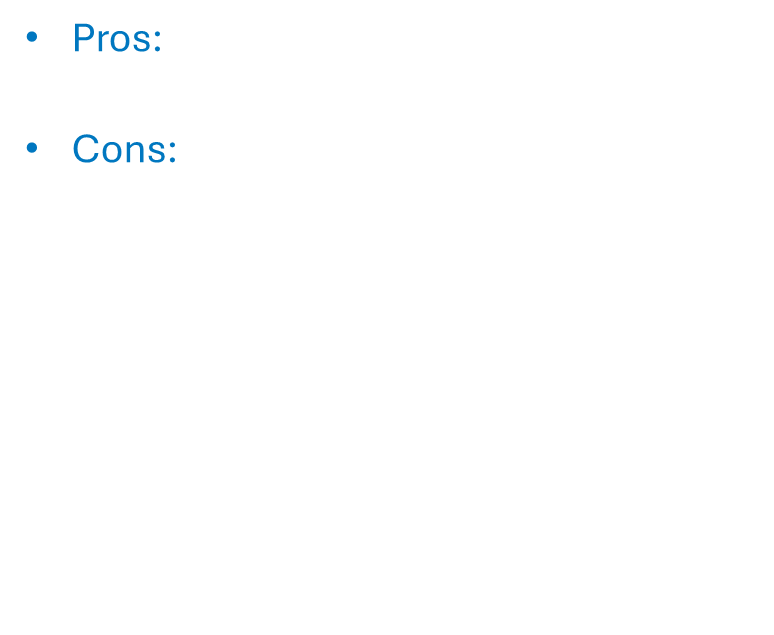 • Pros:
• Cons: